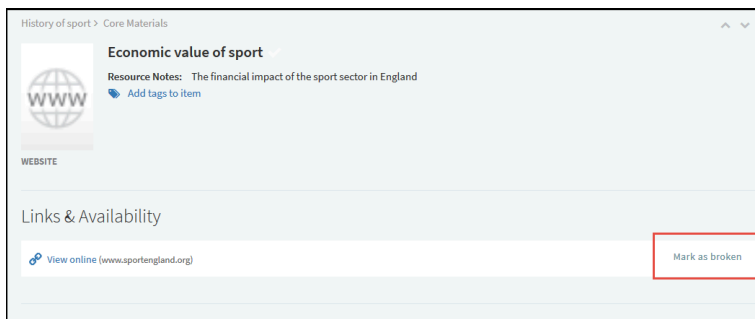 History of sport > Core Materials
Economic value of sport
Resource Notes: The financial impact of the sport sector in England
Add tags to item
WWW
WEBSITE
Links & Availability
View online (www.sportengland.org)
Mark as broken